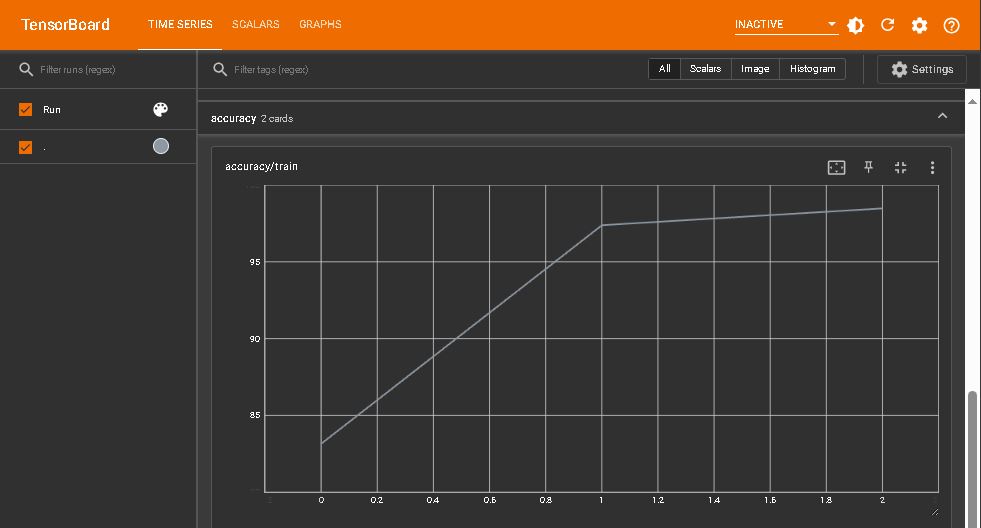 TensorBoard TIME SERIES SCALARS GRAPHS INACTIVE
Filter runs (regex) Filter tags (regex) All Scalars Image Histogram Settings
Run
.
accuracy 2 cards
accuracy/train
95
90
85
0 0.2 0.4 0.6 0.8 1 1.2 1.4 1.6 1.8 2